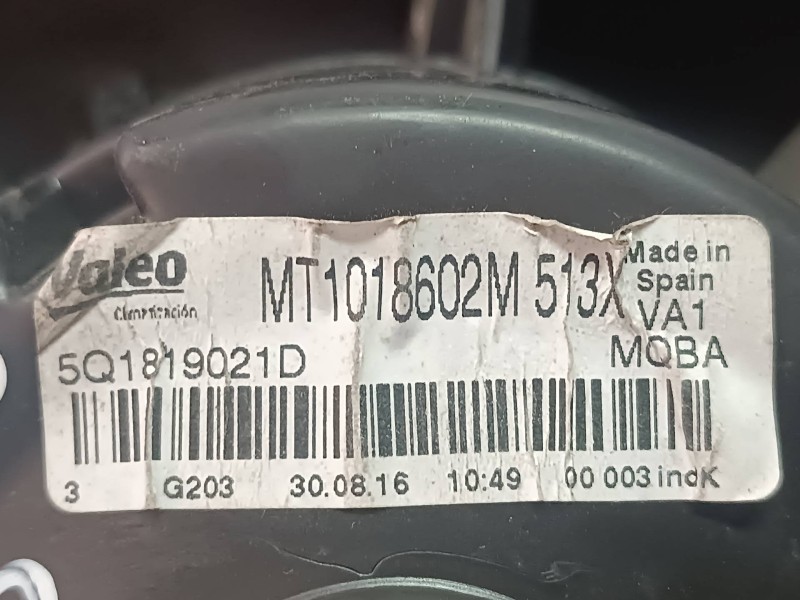 Valeo
Climatización
MT1018602M 513X
Made in
Spain
VA1
MQBA
5Q1819021D
3 G203 30.08.16 10:49 00 003 indK